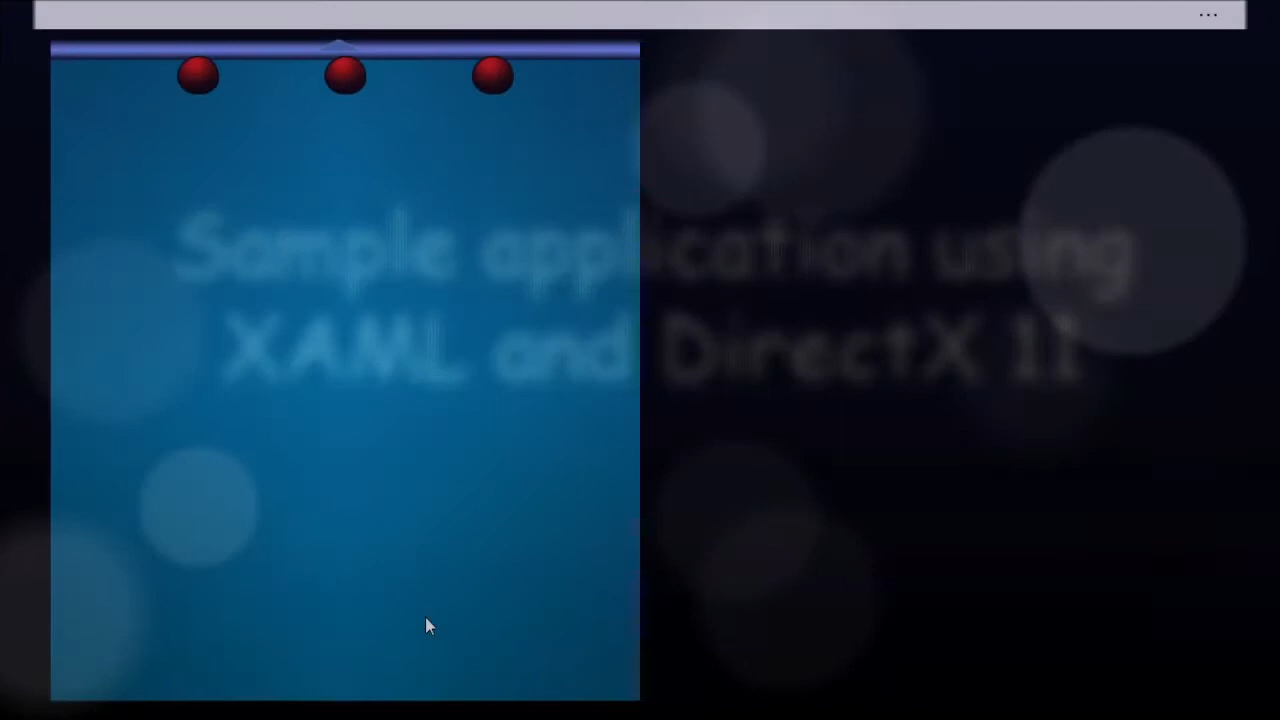 Sample application using
XAML and DirectX 11